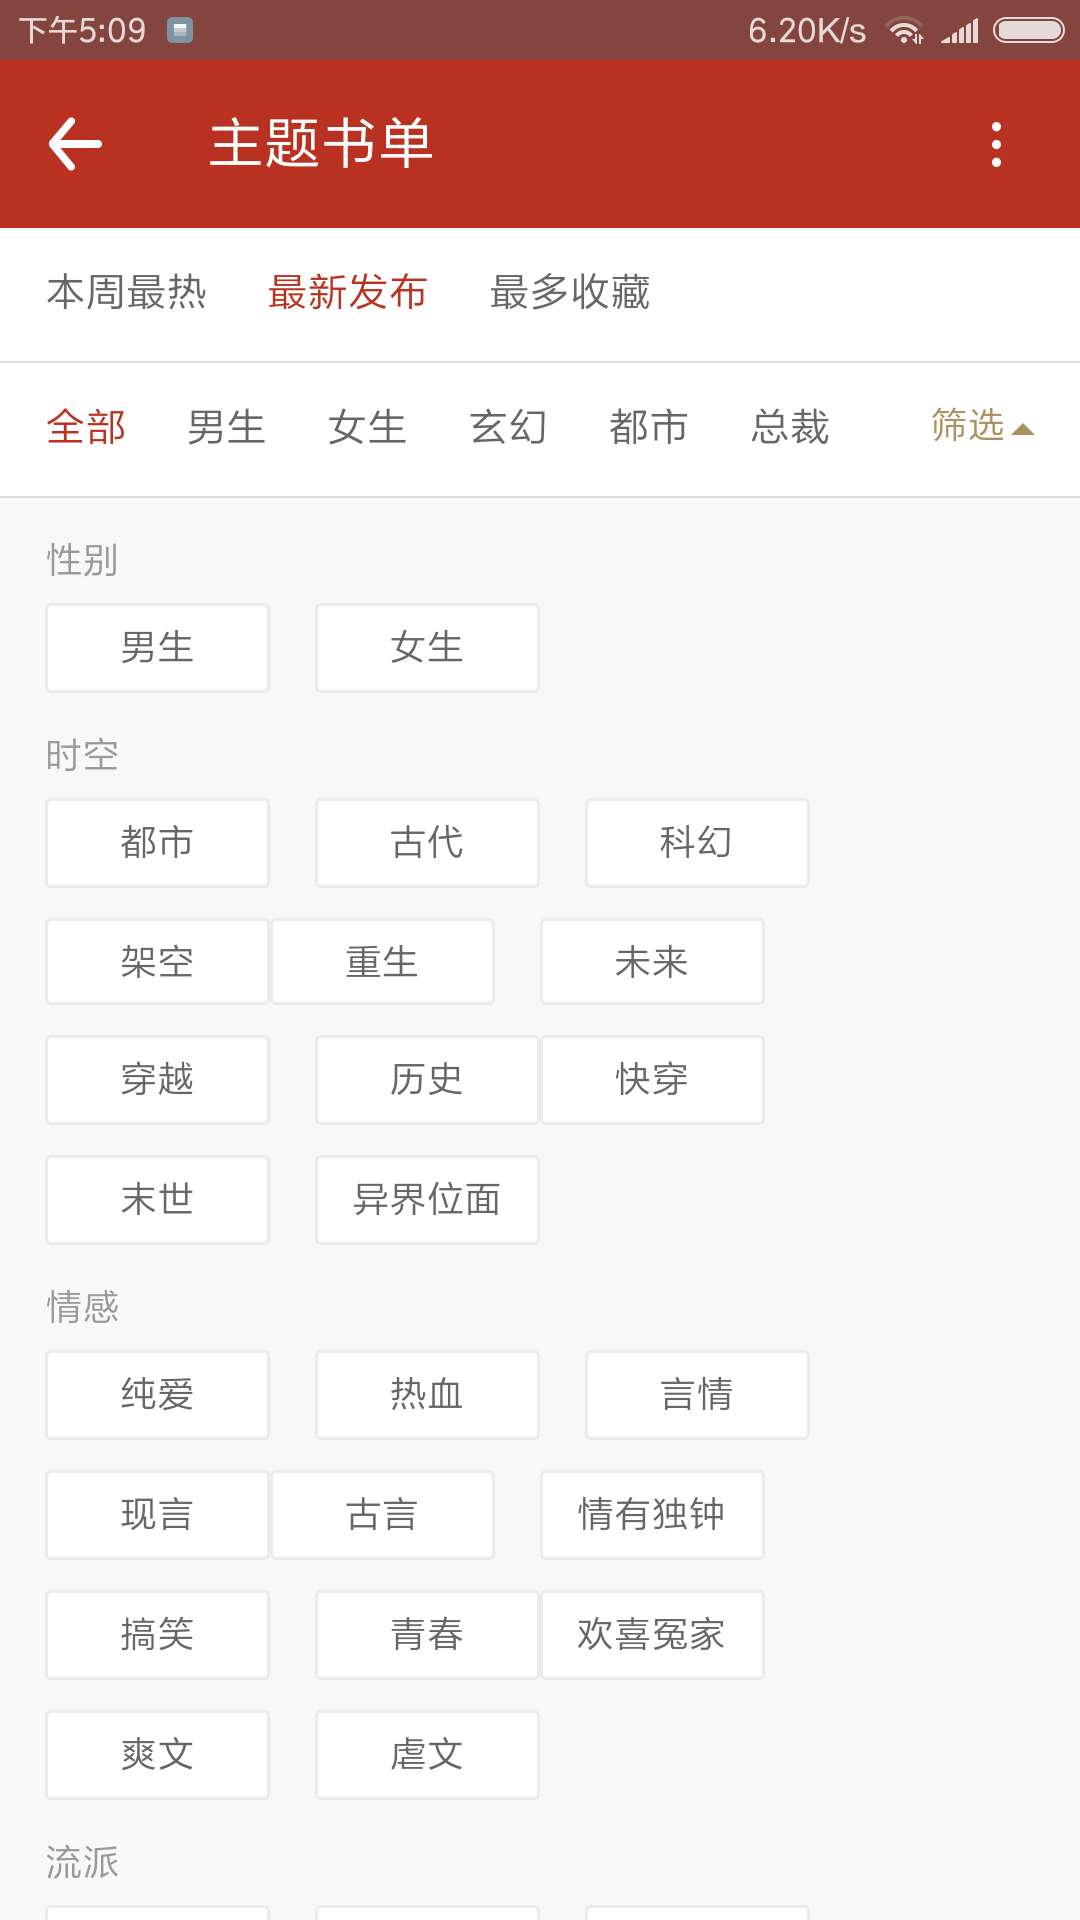 下午5:09 6.20K/s
主题书单
本周最热 最新发布 最多收藏
全部 男生 女生 玄幻 都市 总裁 筛选
性别
男生 女生
时空
都市 古代 科幻
架空 重生 未来
穿越 历史 快穿
末世 异界位面
情感
纯爱 热血 言情
现言 古言 情有独钟
搞笑 青春 欢喜冤家
爽文 虐文
流派